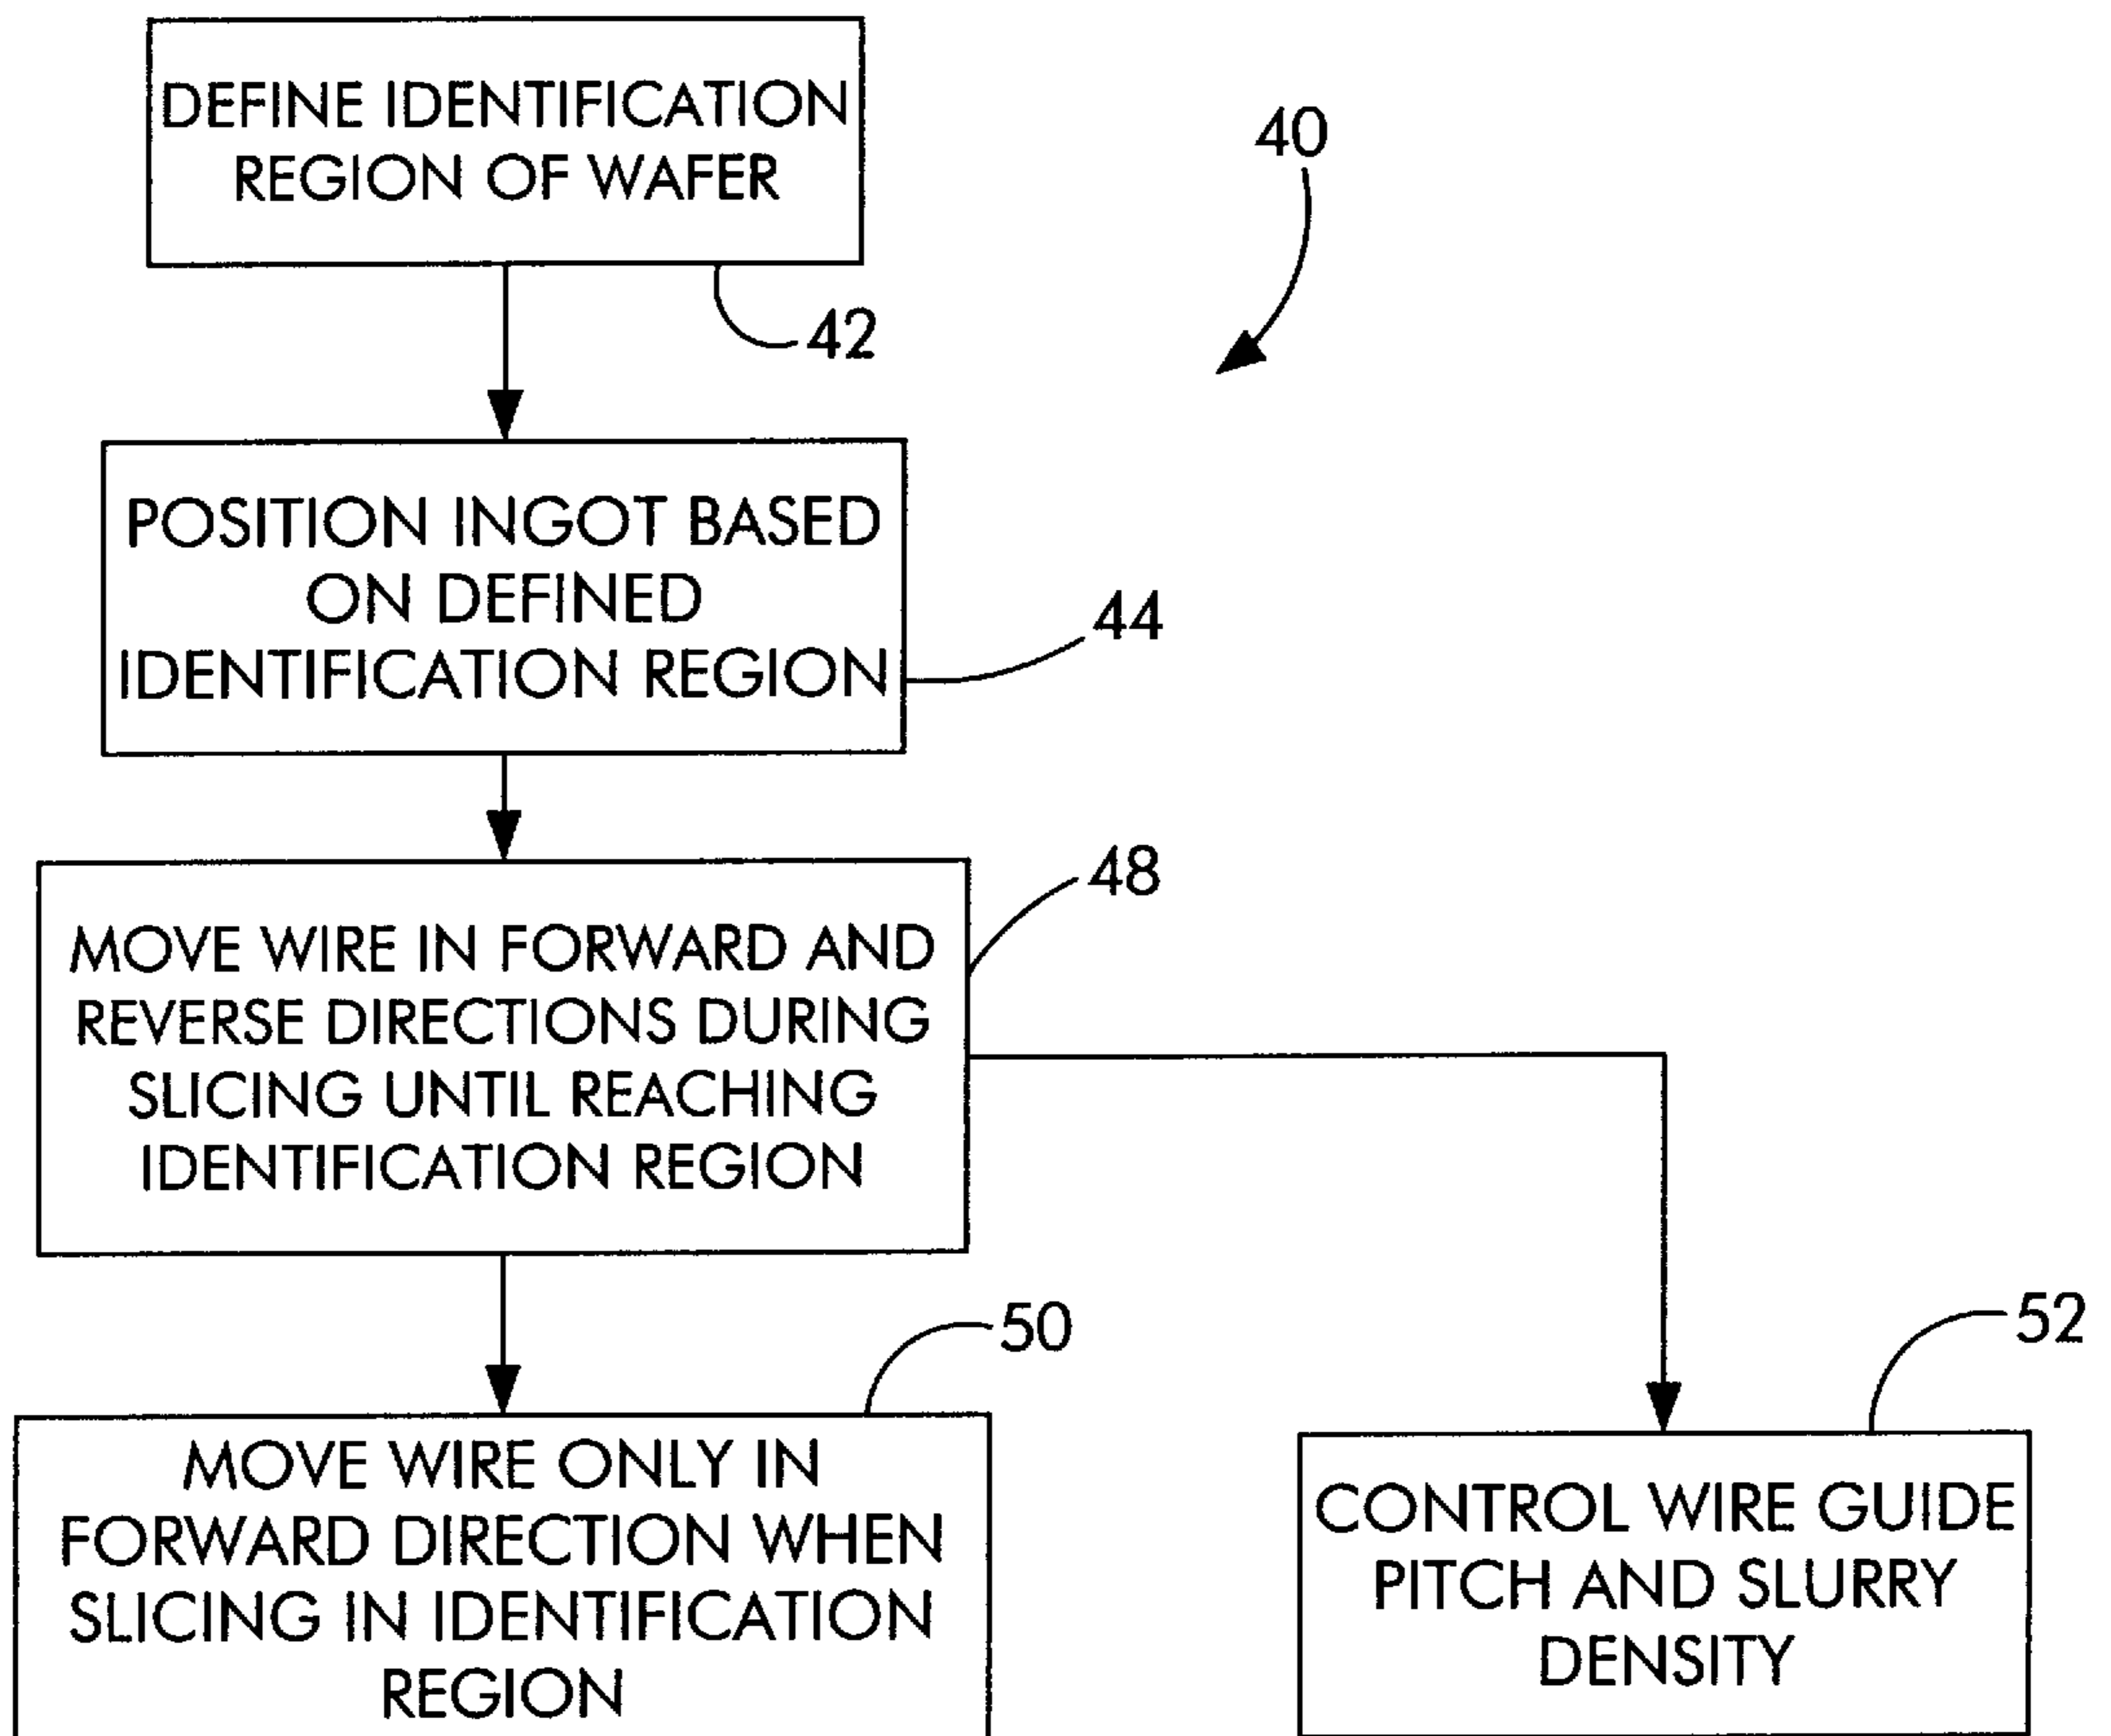 DEFINE IDENTIFICATION
REGION OF WAFER
40
42
POSITION INGOT BASED
ON DEFINED
IDENTIFICATION REGION
44
48
MOVE WIRE IN FORWARD AND
REVERSE DIRECTIONS DURING
SLICING UNTIL REACHING
IDENTIFICATION REGION
50
52
MOVE WIRE ONLY IN
FORWARD DIRECTION WHEN
SLICING IN IDENTIFICATION
REGION
CONTROL WIRE GUIDE
PITCH AND SLURRY
DENSITY